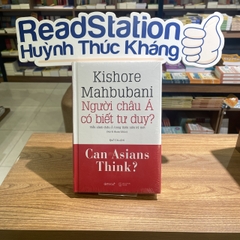 ReadStation
Huỳnh Thúc Kháng
Kishore
Mahbubani
Người châu Á
có biết tư duy?
Can Asians
Think?